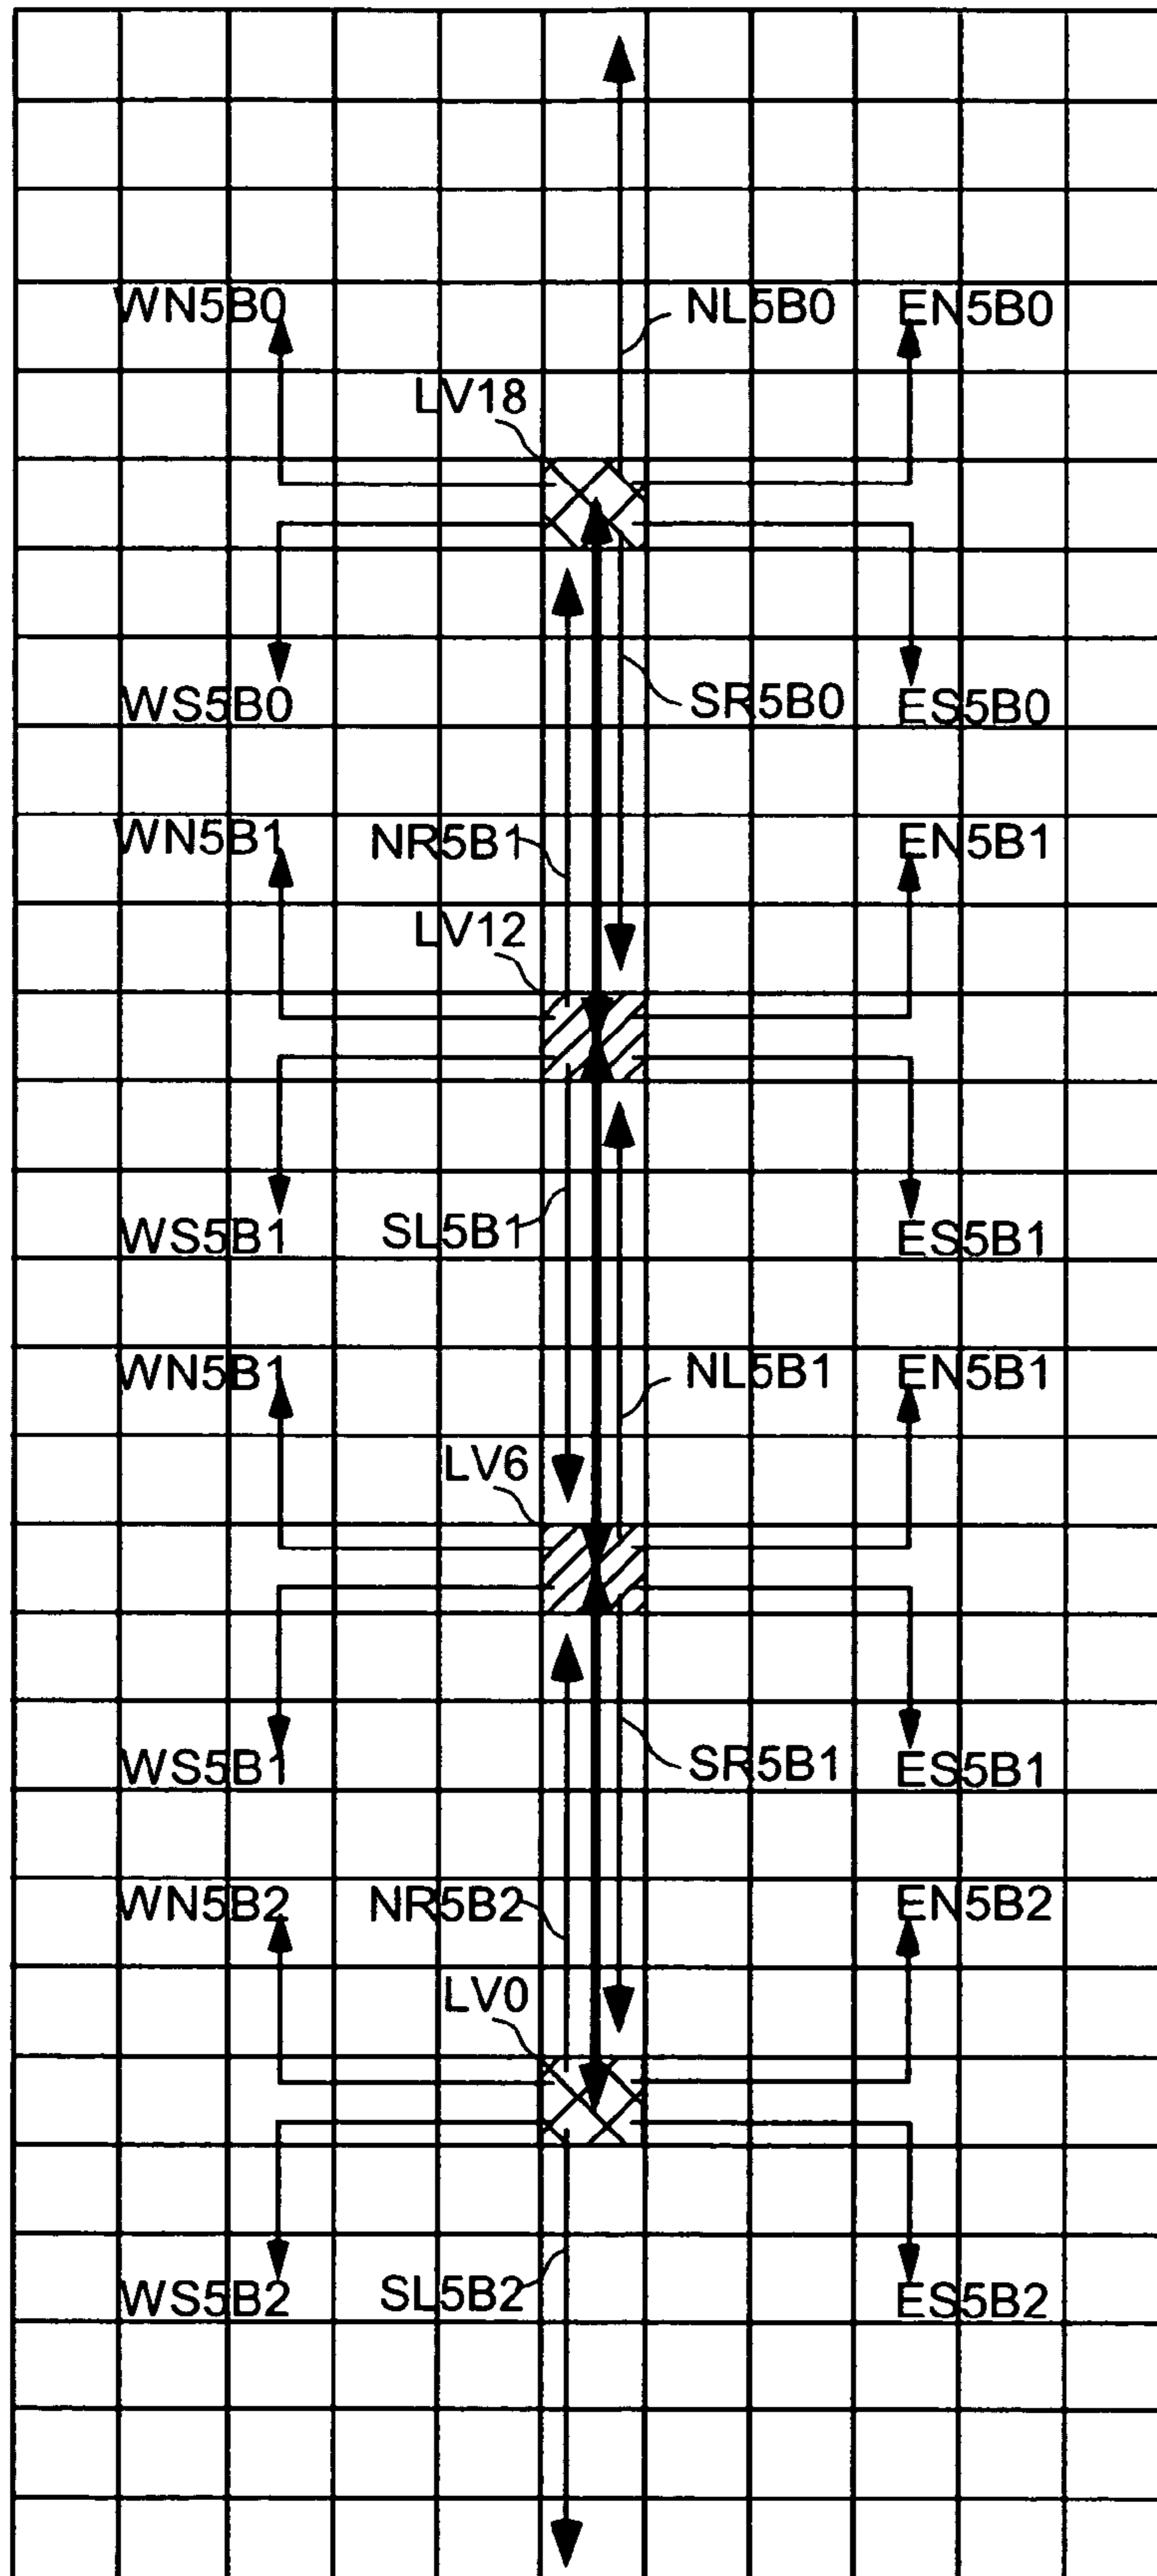 WN5B0
NL5B0
EN5B0
LV18
WS5B0
SR5B0
ES5B0
WN5B1
NR5B1
EN5B1
LV12
WS5B1
SL5B1
ES5B1
WN5B1
NL5B1
EN5B1
LV6
WS5B1
SR5B1
ES5B1
WN5B2
NR5B2
EN5B2
LV0
WS5B2
SL5B2
ES5B2